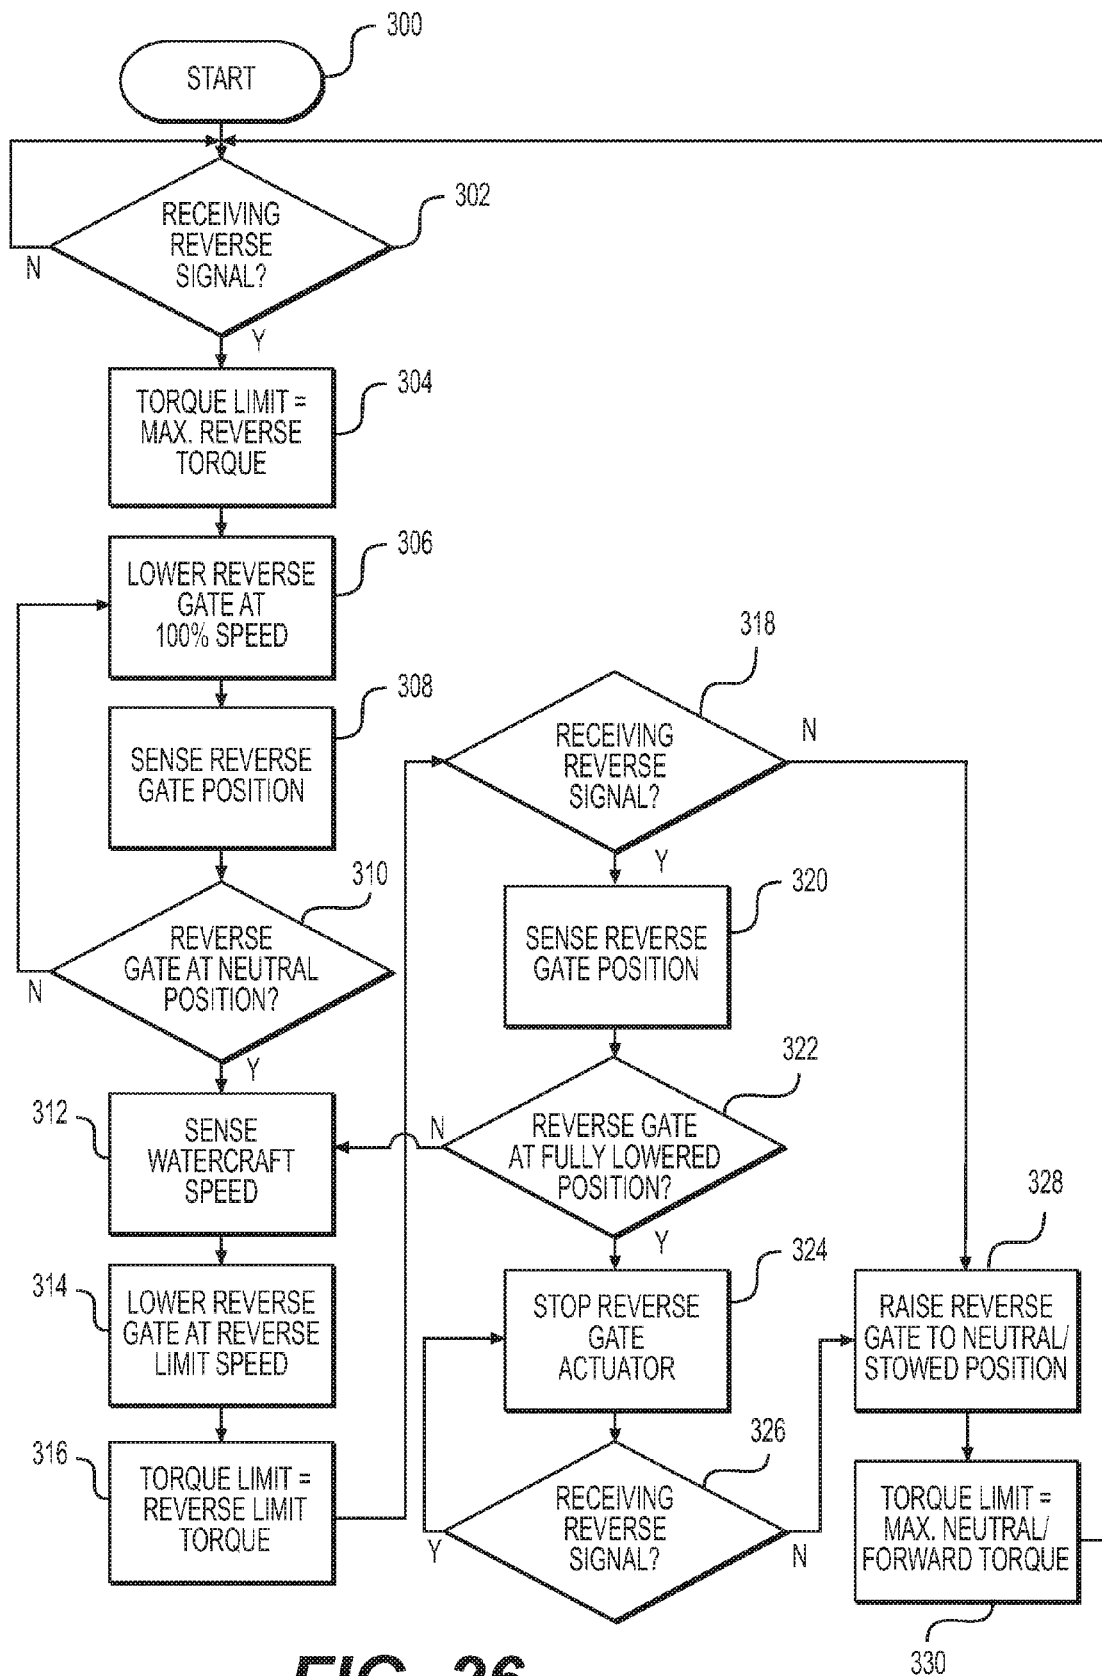 300
START
302
RECEIVING
REVERSE
SIGNAL?
N
Y
304
TORQUE LIMIT =
MAX. REVERSE
TORQUE
306
LOWER REVERSE
GATE AT
100% SPEED
308
SENSE REVERSE
GATE POSITION
310
REVERSE
GATE AT NEUTRAL
POSITION?
N
Y
312
SENSE
WATERCRAFT
SPEED
314
LOWER REVERSE
GATE AT REVERSE
LIMIT SPEED
316
TORQUE LIMIT =
REVERSE LIMIT
TORQUE
318
RECEIVING
REVERSE
SIGNAL?
N
Y
320
SENSE REVERSE
GATE POSITION
322
REVERSE GATE
AT FULLY LOWERED
POSITION?
N
Y
324
STOP REVERSE
GATE
ACTUATOR
326
RECEIVING
REVERSE
SIGNAL?
Y
N
328
RAISE REVERSE
GATE TO NEUTRAL/
STOWED POSITION
TORQUE LIMIT =
MAX. NEUTRAL/
FORWARD TORQUE
330
FIG. 26